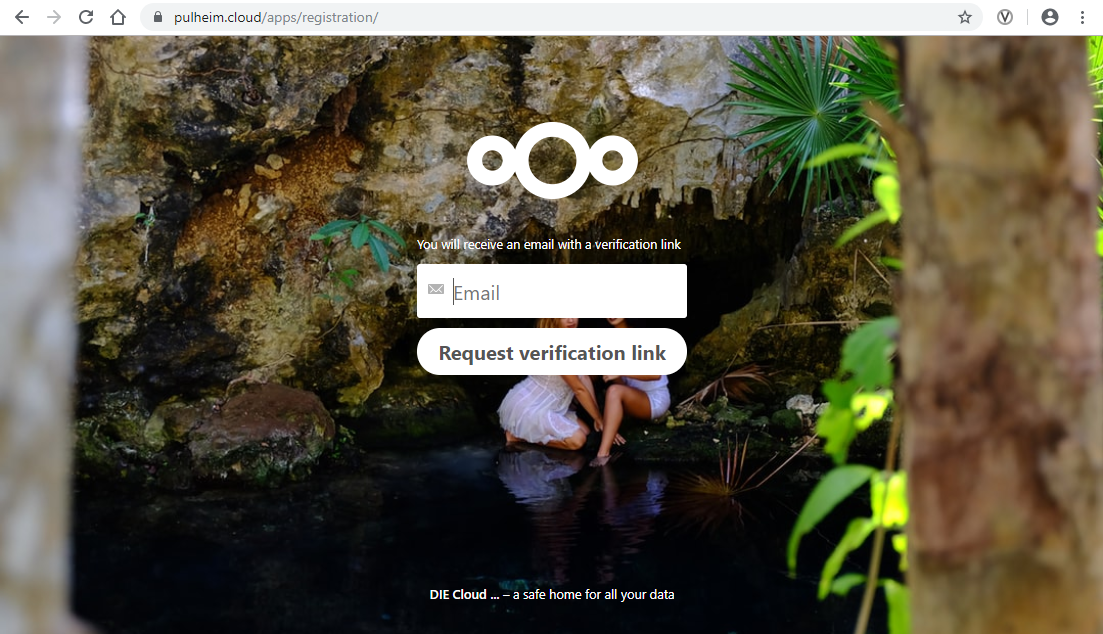 pulheim.cloud/apps/registration/
You will receive an email with a verification link
Email
Request verification link
DIE Cloud ... – a safe home for all your data